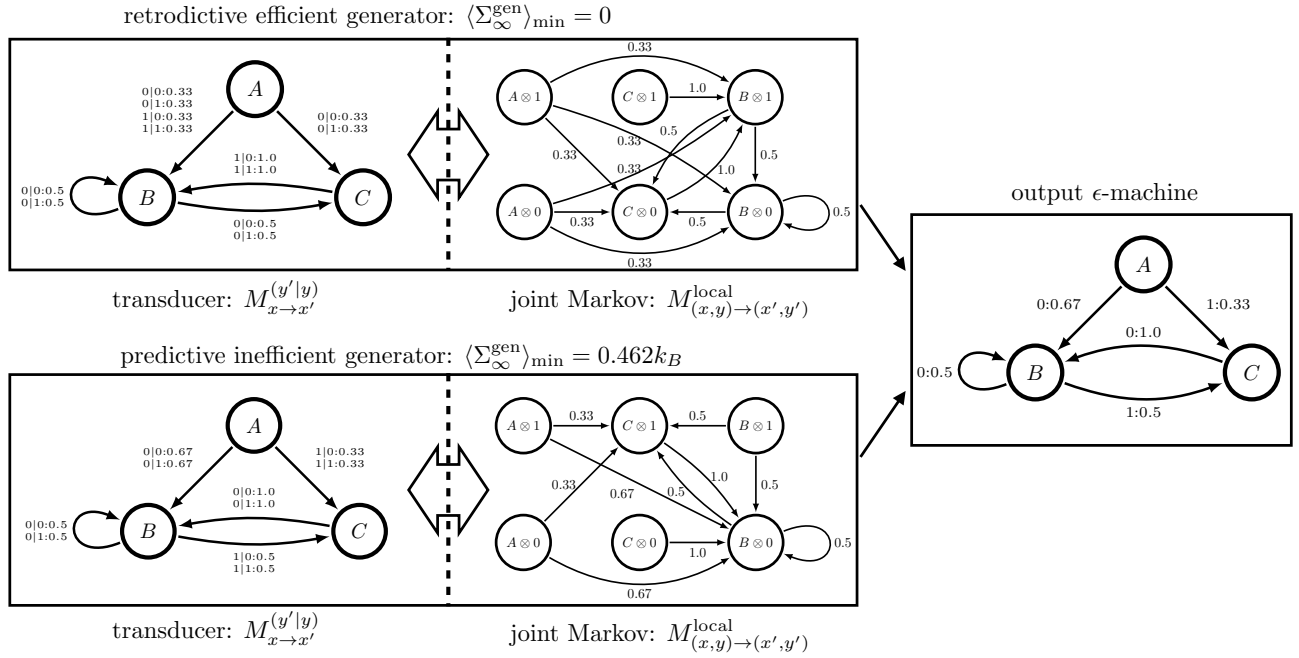 retrodictive efficient generator: ⟨Σ^gen_∞⟩_min = 0
0|0:0.33
0|1:0.33
1|0:0.33
1|1:0.33
A
0|0:0.33
0|1:0.33
1|0:1.0
1|1:1.0
0|0:0.5
0|1:0.5
B
C
0|0:0.5
0|1:0.5
0.33
A ⊗ 1
C ⊗ 1
1.0
B ⊗ 1
0.33
0.33
0.5
0.5
0.33
1.0
A ⊗ 0
0.33
C ⊗ 0
0.5
B ⊗ 0
0.5
0.33
transducer: M^(y'|y)_x→x'
joint Markov: M^local_(x,y)→(x',y')
predictive inefficient generator: ⟨Σ^gen_∞⟩_min = 0.462k_B
A
0|0:0.67
0|1:0.67
1|0:0.33
1|1:0.33
0|0:1.0
0|1:1.0
0|0:0.5
0|1:0.5
B
C
1|0:0.5
1|1:0.5
A ⊗ 1
0.33
C ⊗ 1
0.5
B ⊗ 1
0.33
0.67
0.5
1.0
0.5
A ⊗ 0
C ⊗ 0
1.0
B ⊗ 0
0.5
0.67
transducer: M^(y'|y)_x→x'
joint Markov: M^local_(x,y)→(x',y')
output ϵ-machine
A
0:0.67
1:0.33
0:1.0
0:0.5
B
C
1:0.5